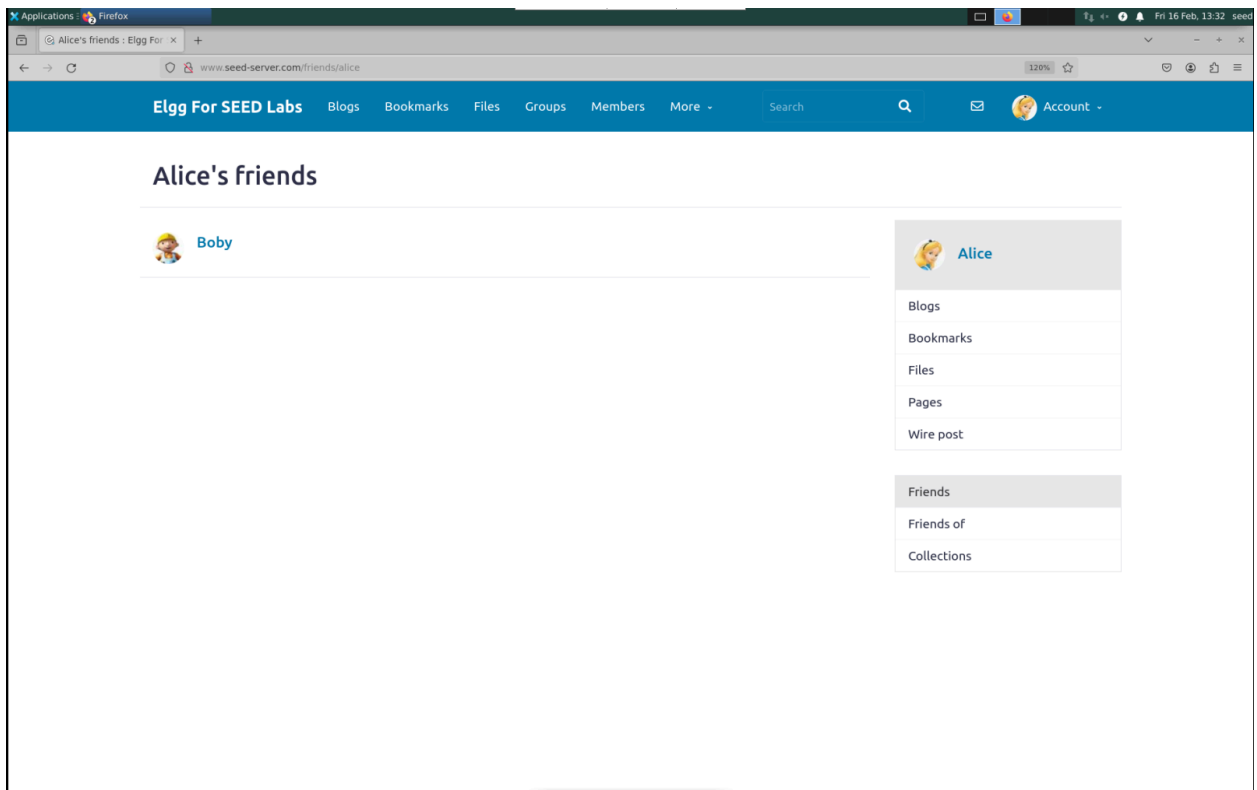 Applications : Firefox Fri 16 Feb, 13:32 seed
Alice's friends : Elgg For
www.seed-server.com/friends/alice 120%
Elgg For SEED Labs Blogs Bookmarks Files Groups Members More Search Account
Alice's friends
Boby
Alice
Blogs
Bookmarks
Files
Pages
Wire post
Friends
Friends of
Collections